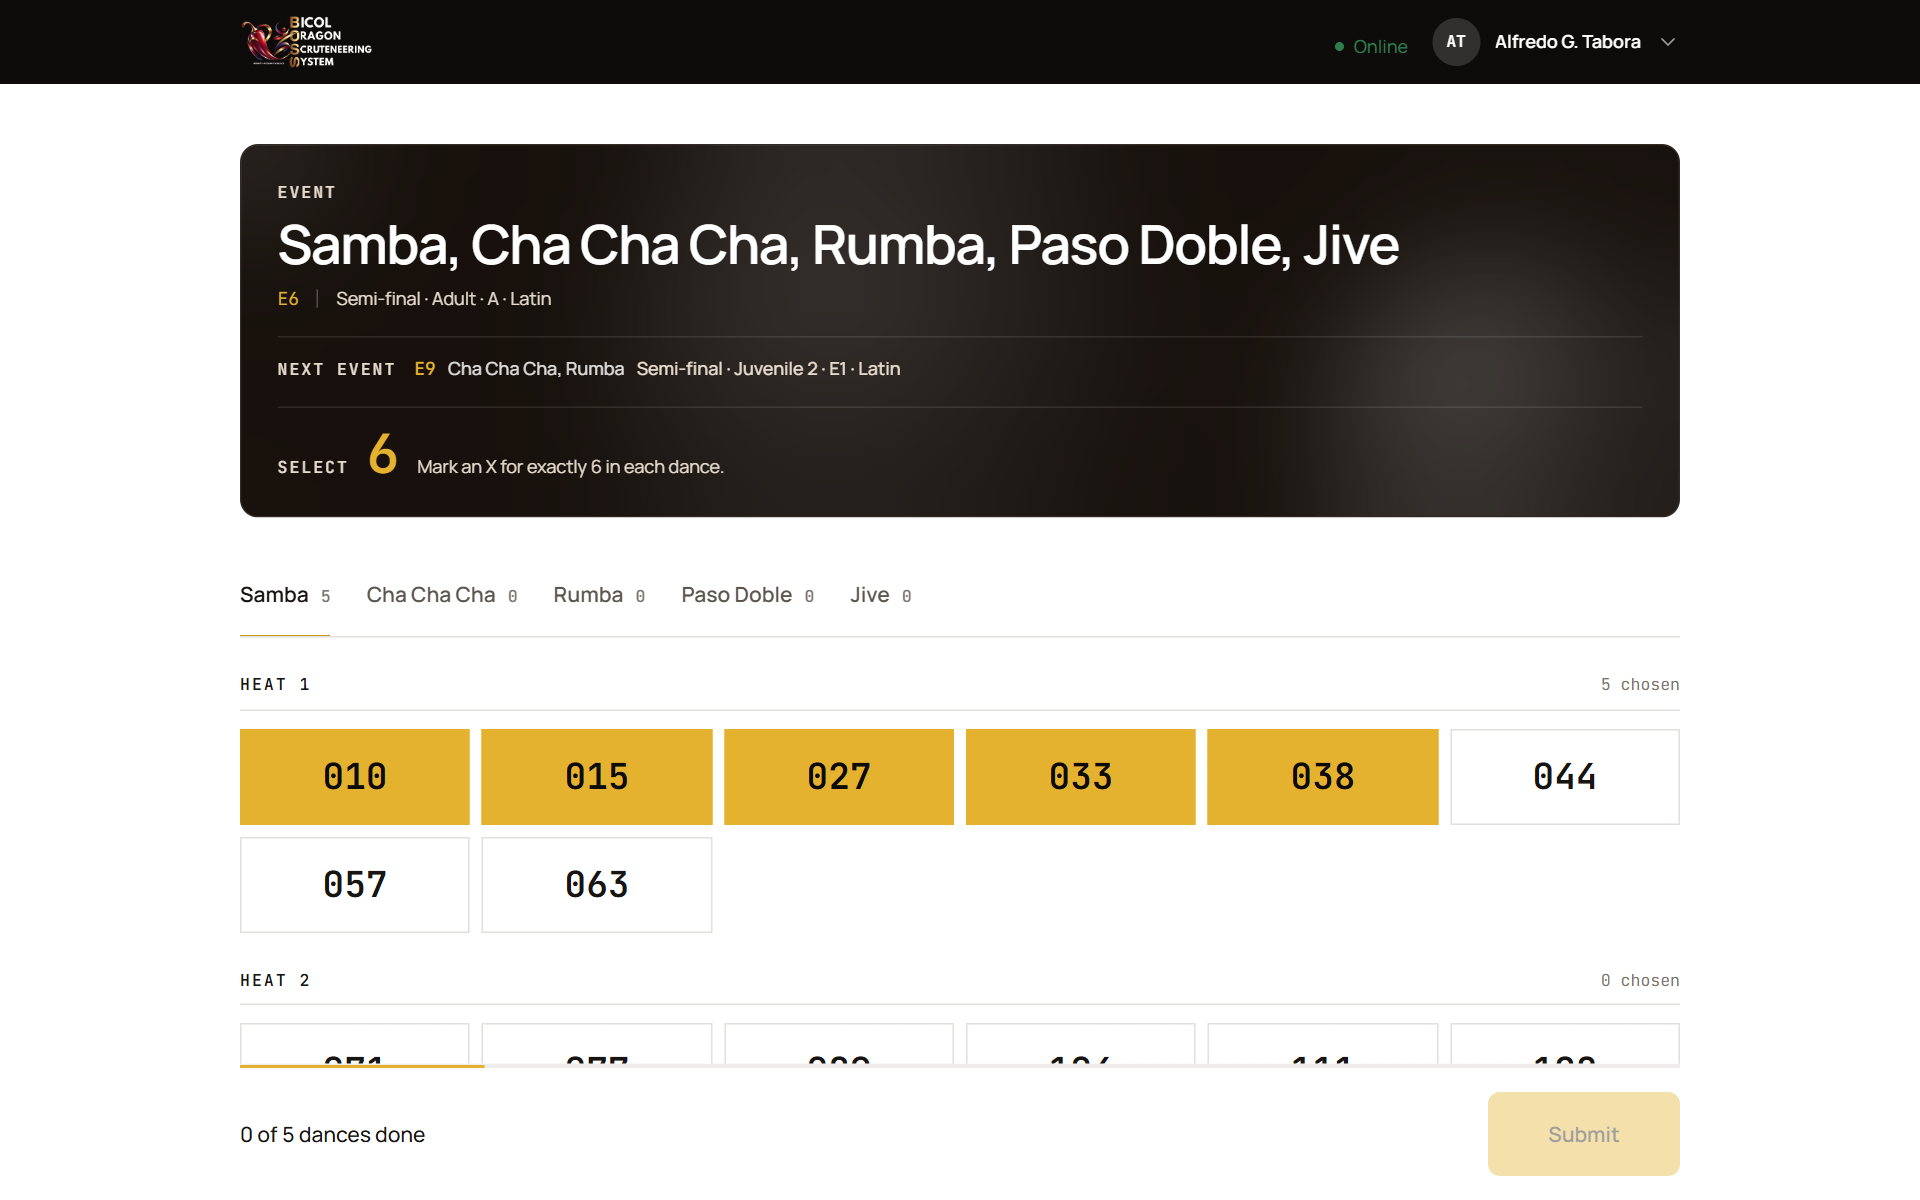 BICOL
DRAGON
SCRUTENEERING
SYSTEM
Online
AT
Alfredo G. Tabora
EVENT
Samba, Cha Cha Cha, Rumba, Paso Doble, Jive
E6
Semi-final · Adult · A · Latin
NEXT EVENT E9 Cha Cha Cha, Rumba Semi-final · Juvenile 2 · E1 · Latin
SELECT 6 Mark an X for exactly 6 in each dance.
Samba 5 Cha Cha Cha 0 Rumba 0 Paso Doble 0 Jive 0
HEAT 1 5 chosen
010 015 027 033 038 044
057 063
HEAT 2 0 chosen
0 of 5 dances done
Submit